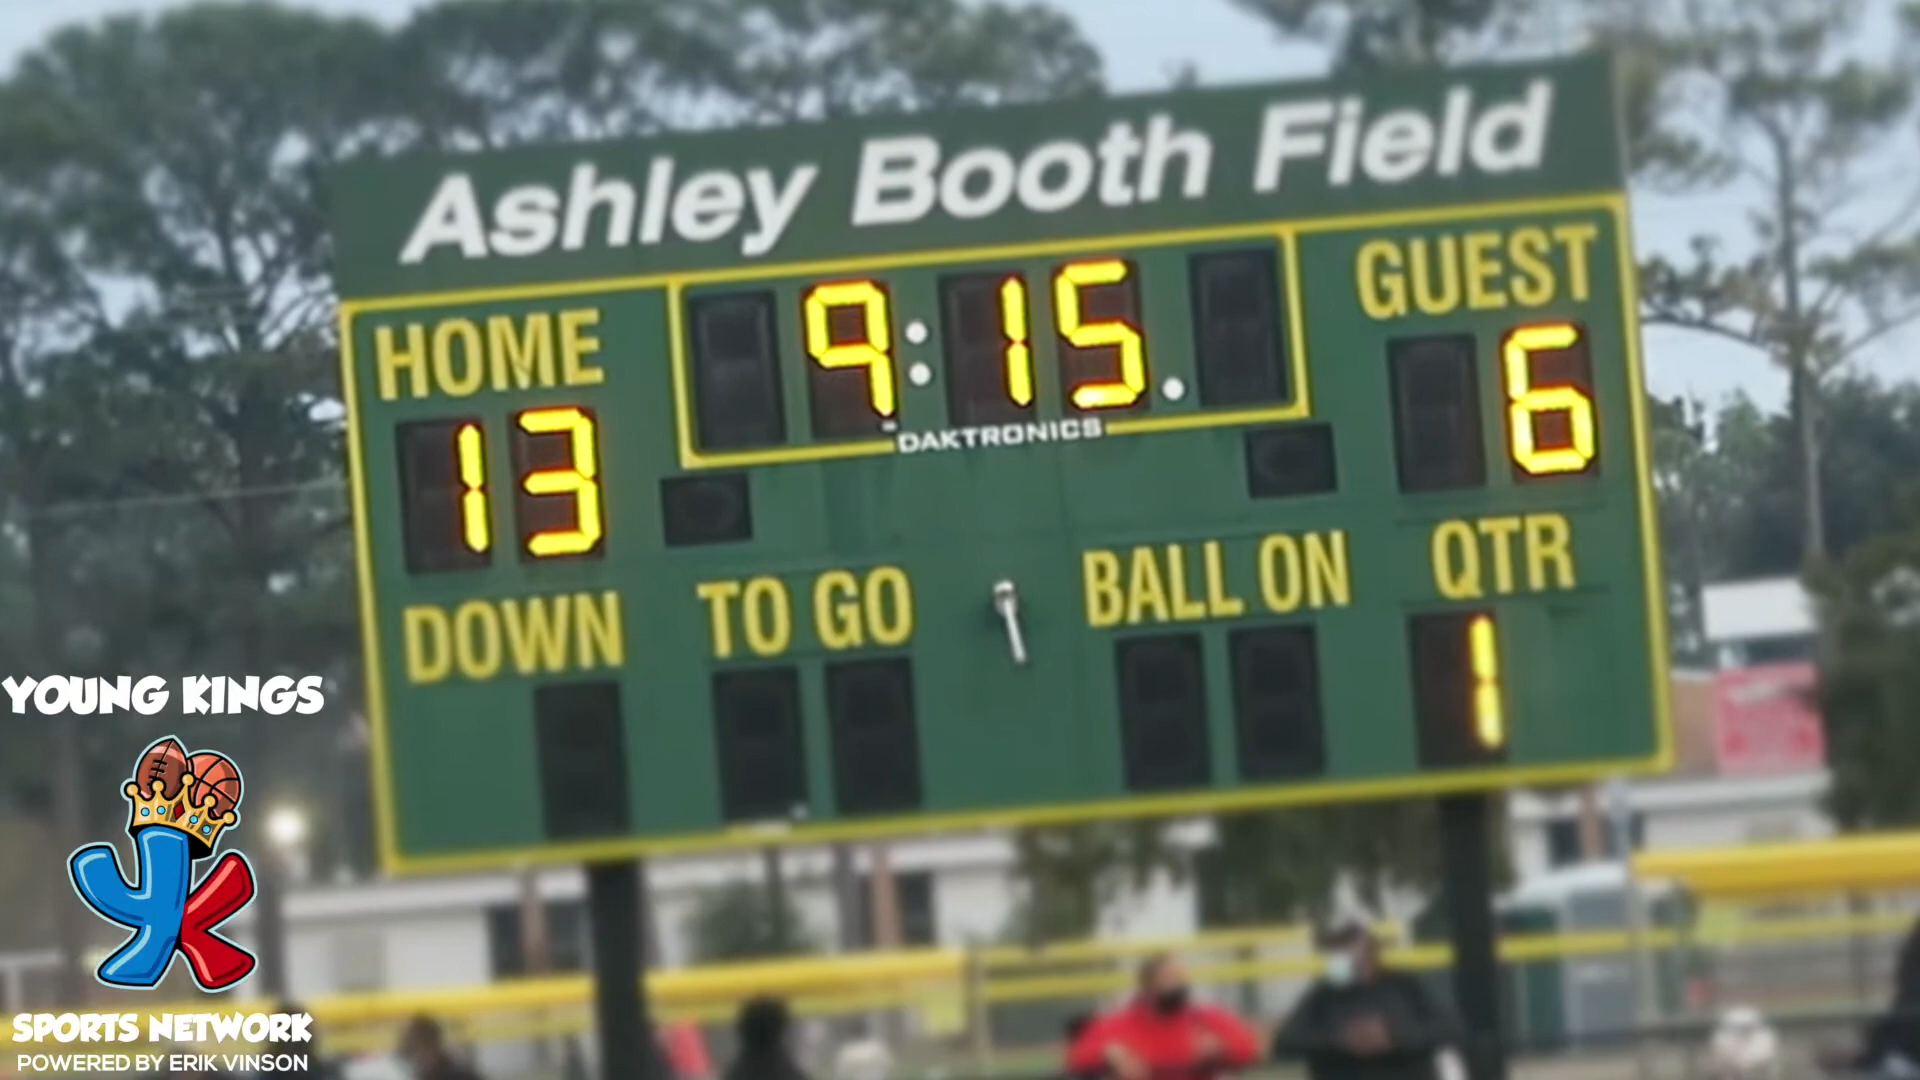 Ashley Booth Field
HOME
9:15.
GUEST
13
6
DAKTRONICS
DOWN
TO GO
BALL ON
QTR
1
YOUNG KINGS
YK
SPORTS NETWORK
POWERED BY ERIK VINSON